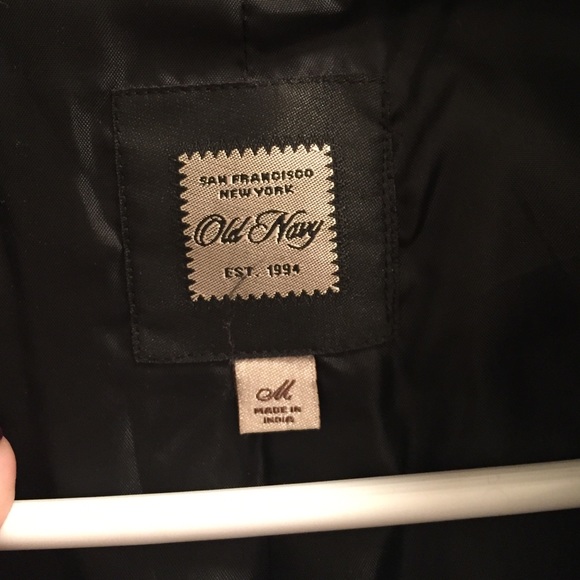 SAN FRANCISCO
NEW YORK
Old Navy
EST. 1994
M
MADE IN
INDIA